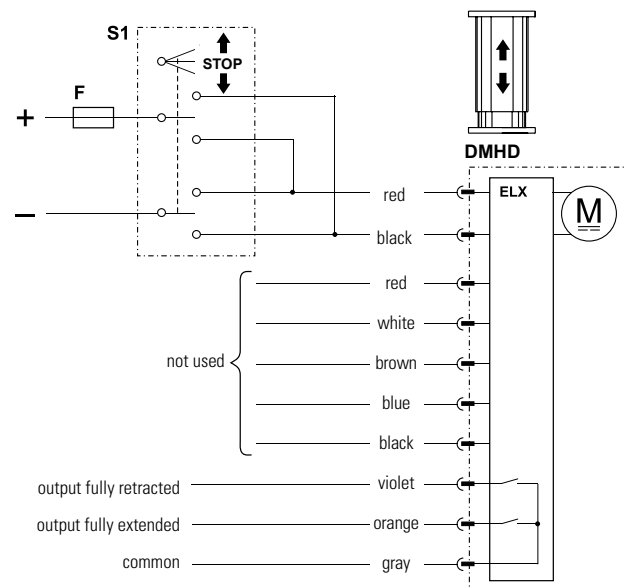 S1
STOP
F
+
–
DMHD
ELX
M
red
black
red
white
not used
brown
blue
black
output fully retracted
violet
output fully extended
orange
common
gray